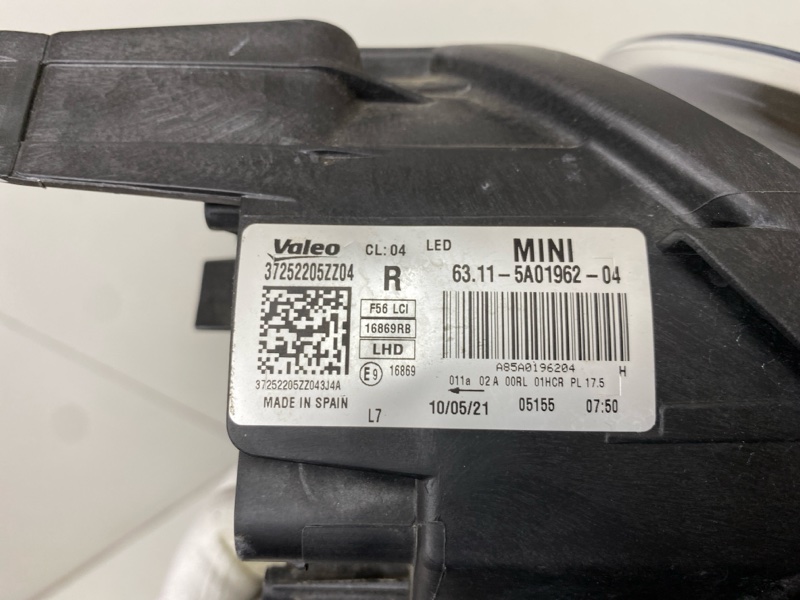 Valeo CL: 04 LED MINI
37252205ZZ04 R 63.11-5A01962-04
F56 LCI
16869RB
LHD
E9 16869
A85A0196204 H
37252205ZZ043J4A
011a 02A 00RL 01HCR PL 17.5
MADE IN SPAIN L7 10/05/21 05155 07:50